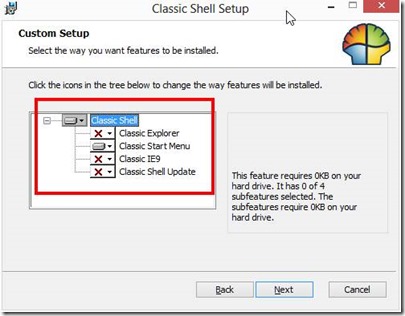 Classic Shell Setup
Custom Setup
Select the way you want features to be installed.
Click the icons in the tree below to change the way features will be installed.
Classic Shell
Classic Explorer
Classic Start Menu
Classic IE9
Classic Shell Update
This feature requires 0KB on your
hard drive. It has 0 of 4
subfeatures selected. The
subfeatures require 0KB on your
hard drive.
Back
Next
Cancel